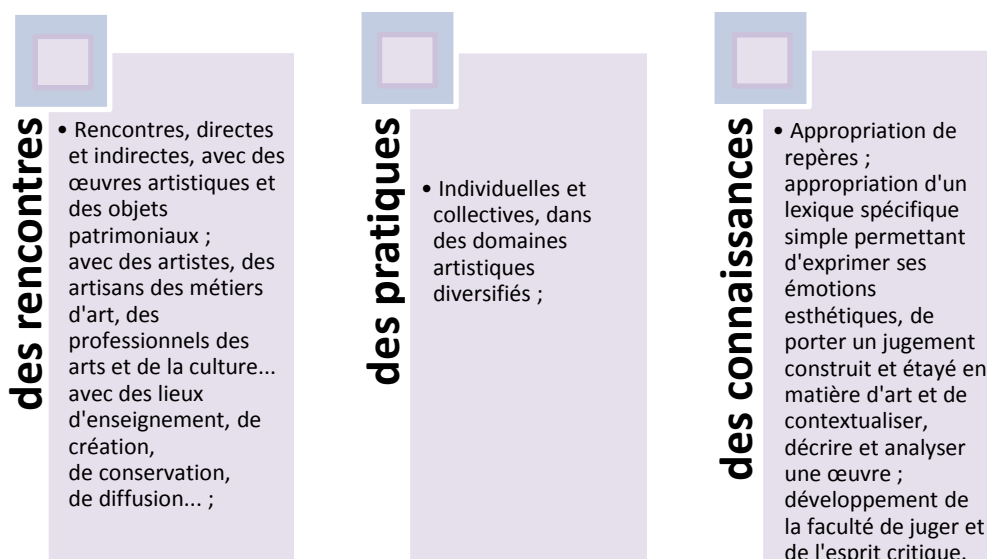 des rencontres
• Rencontres, directes
et indirectes, avec des
œuvres artistiques et
des objets
patrimoniaux ;
avec des artistes, des
artisans des métiers
d'art, des
professionnels des
arts et de la culture...
avec des lieux
d'enseignement, de
création,
de conservation,
de diffusion... ;
des pratiques
• Individuelles et
collectives, dans
des domaines
artistiques
diversifiés ;
des connaissances
• Appropriation de
repères ;
appropriation d'un
lexique spécifique
simple permettant
d'exprimer ses
émotions
esthétiques, de
porter un jugement
construit et étayé en
matière d'art et de
contextualiser,
décrire et analyser
une œuvre ;
développement de
la faculté de juger et
de l'esprit critique.